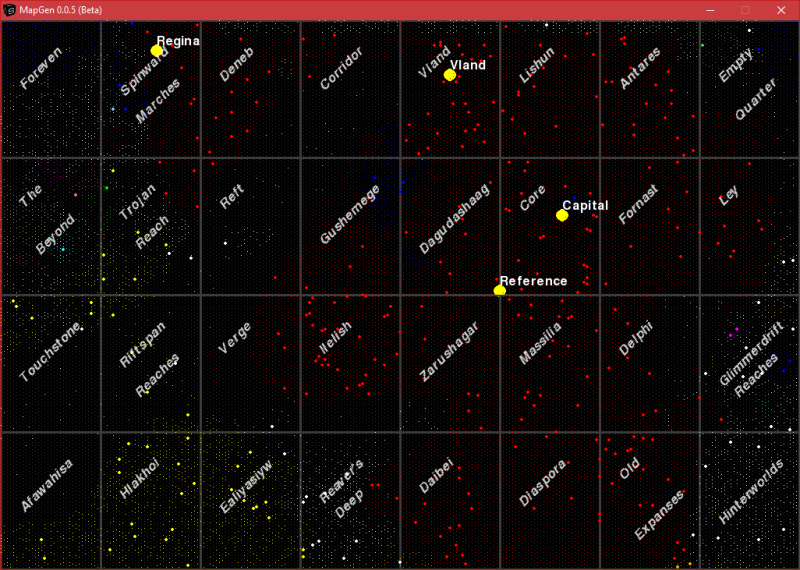 MapGen 0.0.5 (Beta)
Regina
Foreven
Spinward
Marches
Deneb
Corridor
Vland
Vland
Lishun
Antares
Empty
Quarter
The
Beyond
Trojan
Reach
Reft
Gushemege
Dagudashaag
Core
Capital
Fornast
Ley
Reference
Touchstone
Riftspan
Reaches
Verge
Ilelish
Zarushagar
Massilia
Delphi
Glimmerdrift
Reaches
Afawahisa
Hlakhoi
Ealiyasiyw
Reaver's
Deep
Daibei
Diaspora
Old
Expanses
Hinterworlds